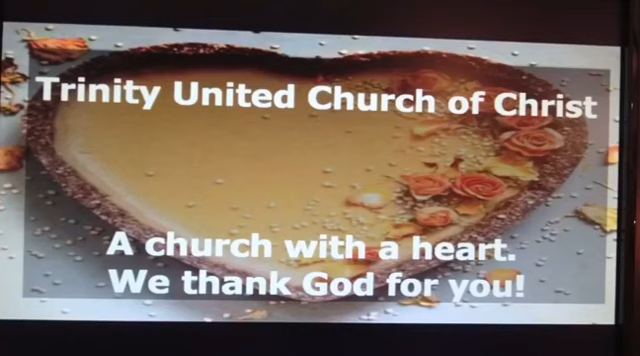 Trinity United Church of Christ
A church with a heart.
We thank God for you!